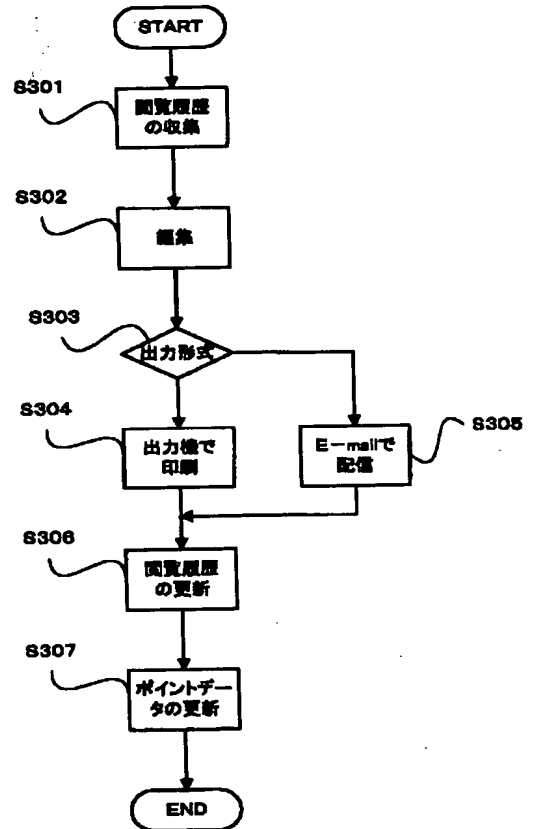 START
S301
閲覧履歴
の収集
S302
編集
S303
出力形式
S304
出力機で
印刷
E－mailで
配信
S305
S306
閲覧履歴
の更新
S307
ポイントデー
タの更新
END